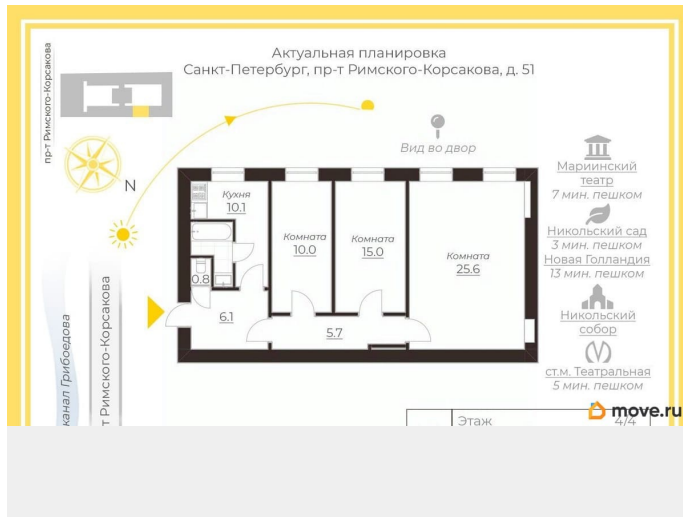 Актуальная планировка
Санкт-Петербург, пр-т Римского-Корсакова, д. 51
пр-т Римского-Корсакова
N
Вид во двор
Мариинский
театр
7 мин. пешком
Никольский сад
3 мин. пешком
Новая Голландия
13 мин. пешком
Никольский
собор
ст.м. Театральная
5 мин. пешком
Кухня
10.1
Комната
10.0
Комната
15.0
Комната
25.6
0.8
6.1
5.7
канал Грибоедова
т Римского-Корсакова
move.ru
Этаж
4/4